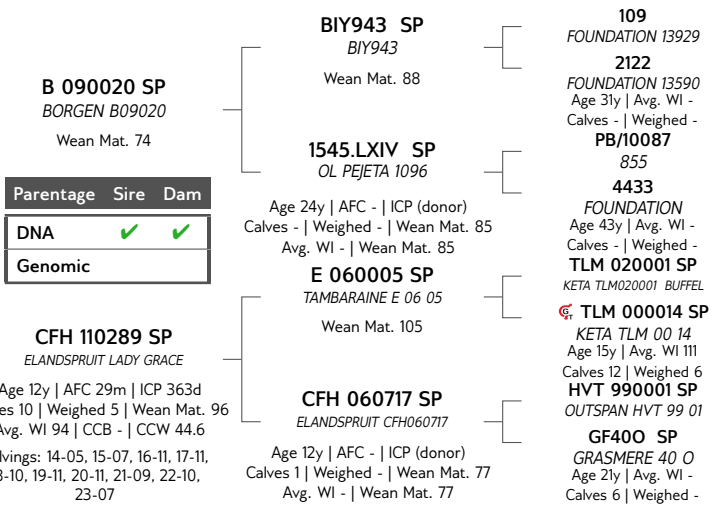 B 090020 SP
BORGEN B09020
Wean Mat. 74
Parentage Sire Dam
DNA ✔ ✔
Genomic
CFH 110289 SP
ELANDSPRUIT LADY GRACE
Age 12y | AFC 29m | ICP 363d
es 10 | Weighed 5 | Wean Mat. 96
Avg. WI 94 | CCB - | CCW 44.6
vings: 14-05, 15-07, 16-11, 17-11,
8-10, 19-11, 20-11, 21-09, 22-10,
23-07
BIY943 SP
BIY943
Wean Mat. 88
1545.LXIV SP
OL PEJETA 1096
Age 24y | AFC - | ICP (donor)
Calves - | Weighed - | Wean Mat. 85
Avg. WI - | Wean Mat. 85
E 060005 SP
TAMBARAINE E 06 05
Wean Mat. 105
CFH 060717 SP
ELANDSPRUIT CFH060717
Age 12y | AFC - | ICP (donor)
Calves 1 | Weighed - | Wean Mat. 77
Avg. WI - | Wean Mat. 77
109
FOUNDATION 13929
2122
FOUNDATION 13590
Age 31y | Avg. WI -
Calves - | Weighed -
PB/10087
855
4433
FOUNDATION
Age 43y | Avg. WI -
Calves - | Weighed -
TLM 020001 SP
KETA TLM020001 BUFFEL
GT TLM 000014 SP
KETA TLM 00 14
Age 15y | Avg. WI 111
Calves 12 | Weighed 6
HVT 990001 SP
OUTSPAN HVT 99 01
GF40O SP
GRASMERE 40 O
Age 21y | Avg. WI -
Calves 6 | Weighed -